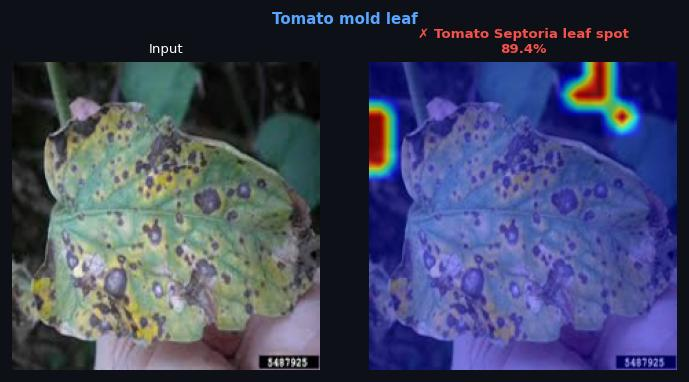 Tomato mold leaf
Input
✗ Tomato Septoria leaf spot
89.4%
5487925
5487925